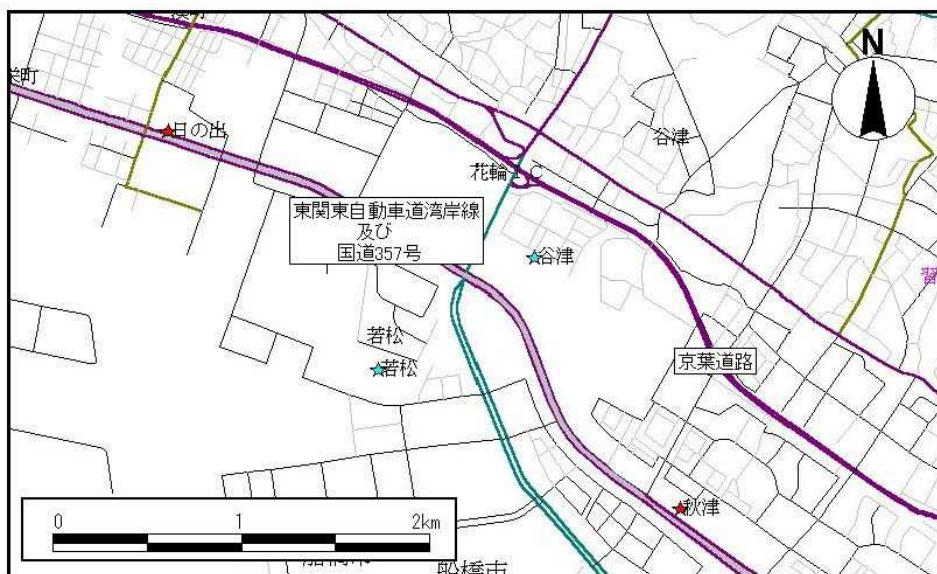 栄町
日の出
N
谷津
花輪IC
東関東自動車道湾岸線
及び
国道357号
谷津
若松
若松
京葉道路
秋津
0 1 2km
船橋市